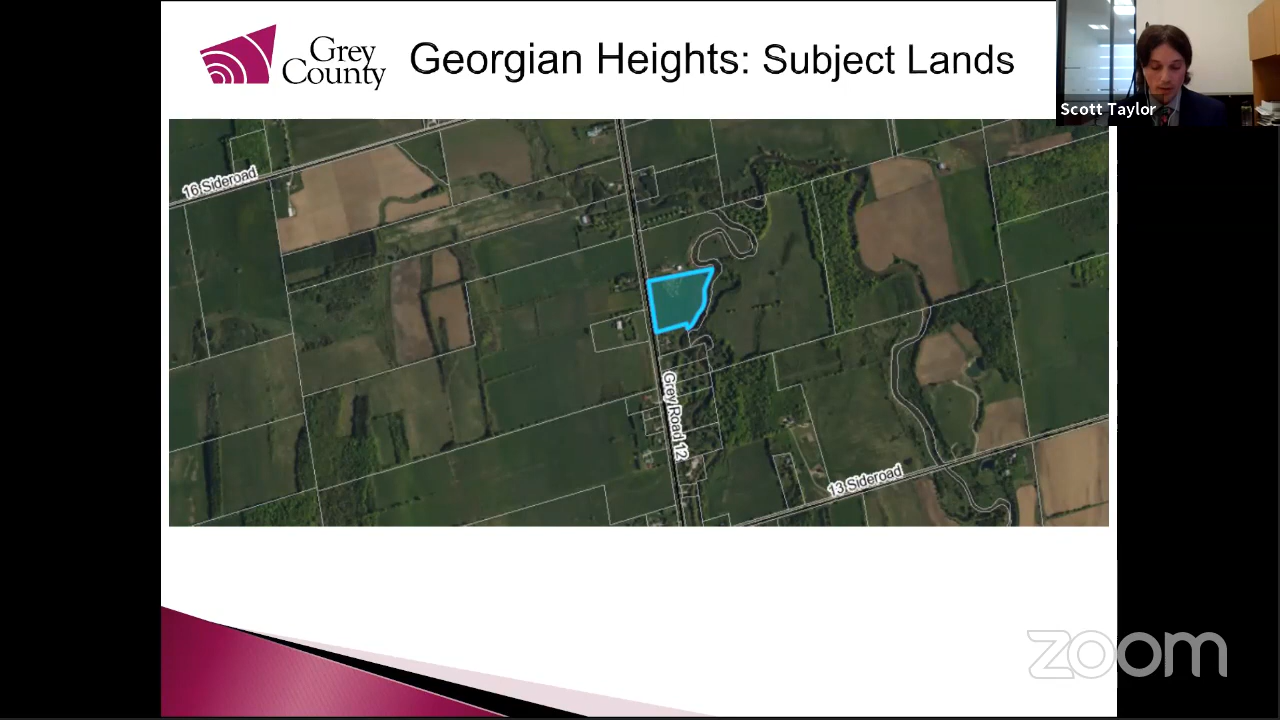 Grey
County
Georgian Heights: Subject Lands
Scott Taylor
16 Sideroad
Grey Road 12
13 Sideroad
zoom